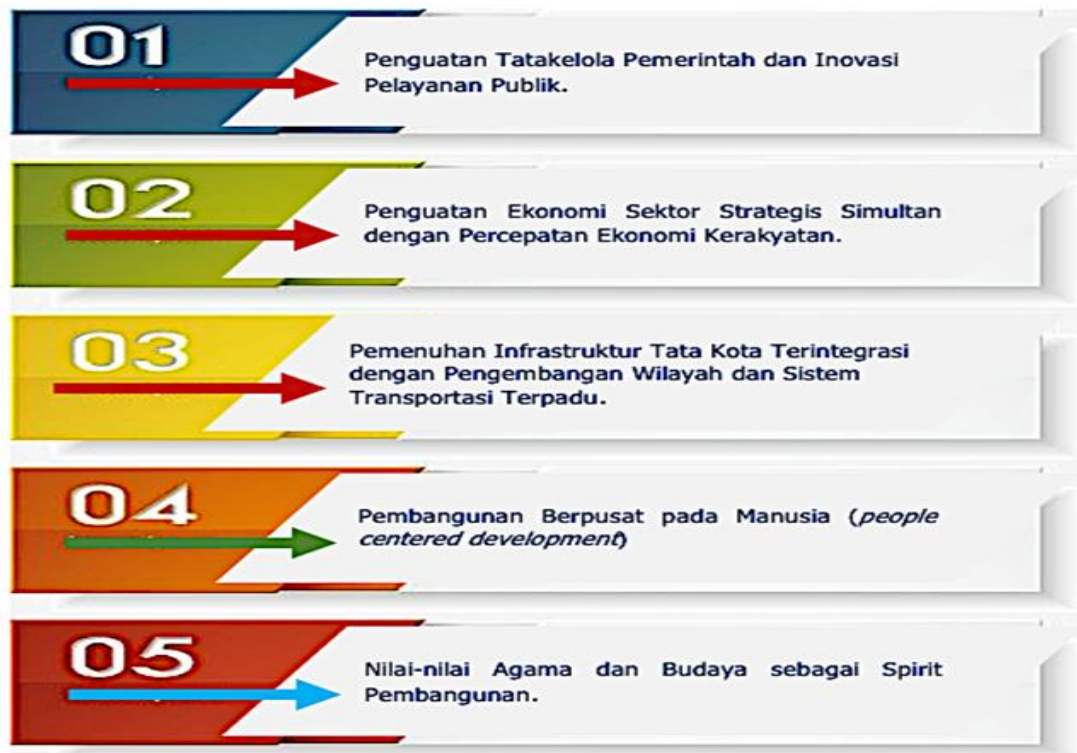 01
Penguatan Tatakelola Pemerintah dan Inovasi
Pelayanan Publik.
02
Penguatan Ekonomi Sektor Strategis Simultan
dengan Percepatan Ekonomi Kerakyatan.
03
Pemenuhan Infrastruktur Tata Kota Terintegrasi
dengan Pengembangan Wilayah dan Sistem
Transportasi Terpadu.
04
Pembangunan Berpusat pada Manusia (people
centered development)
05
Nilai-nilai Agama dan Budaya sebagai Spirit
Pembangunan.